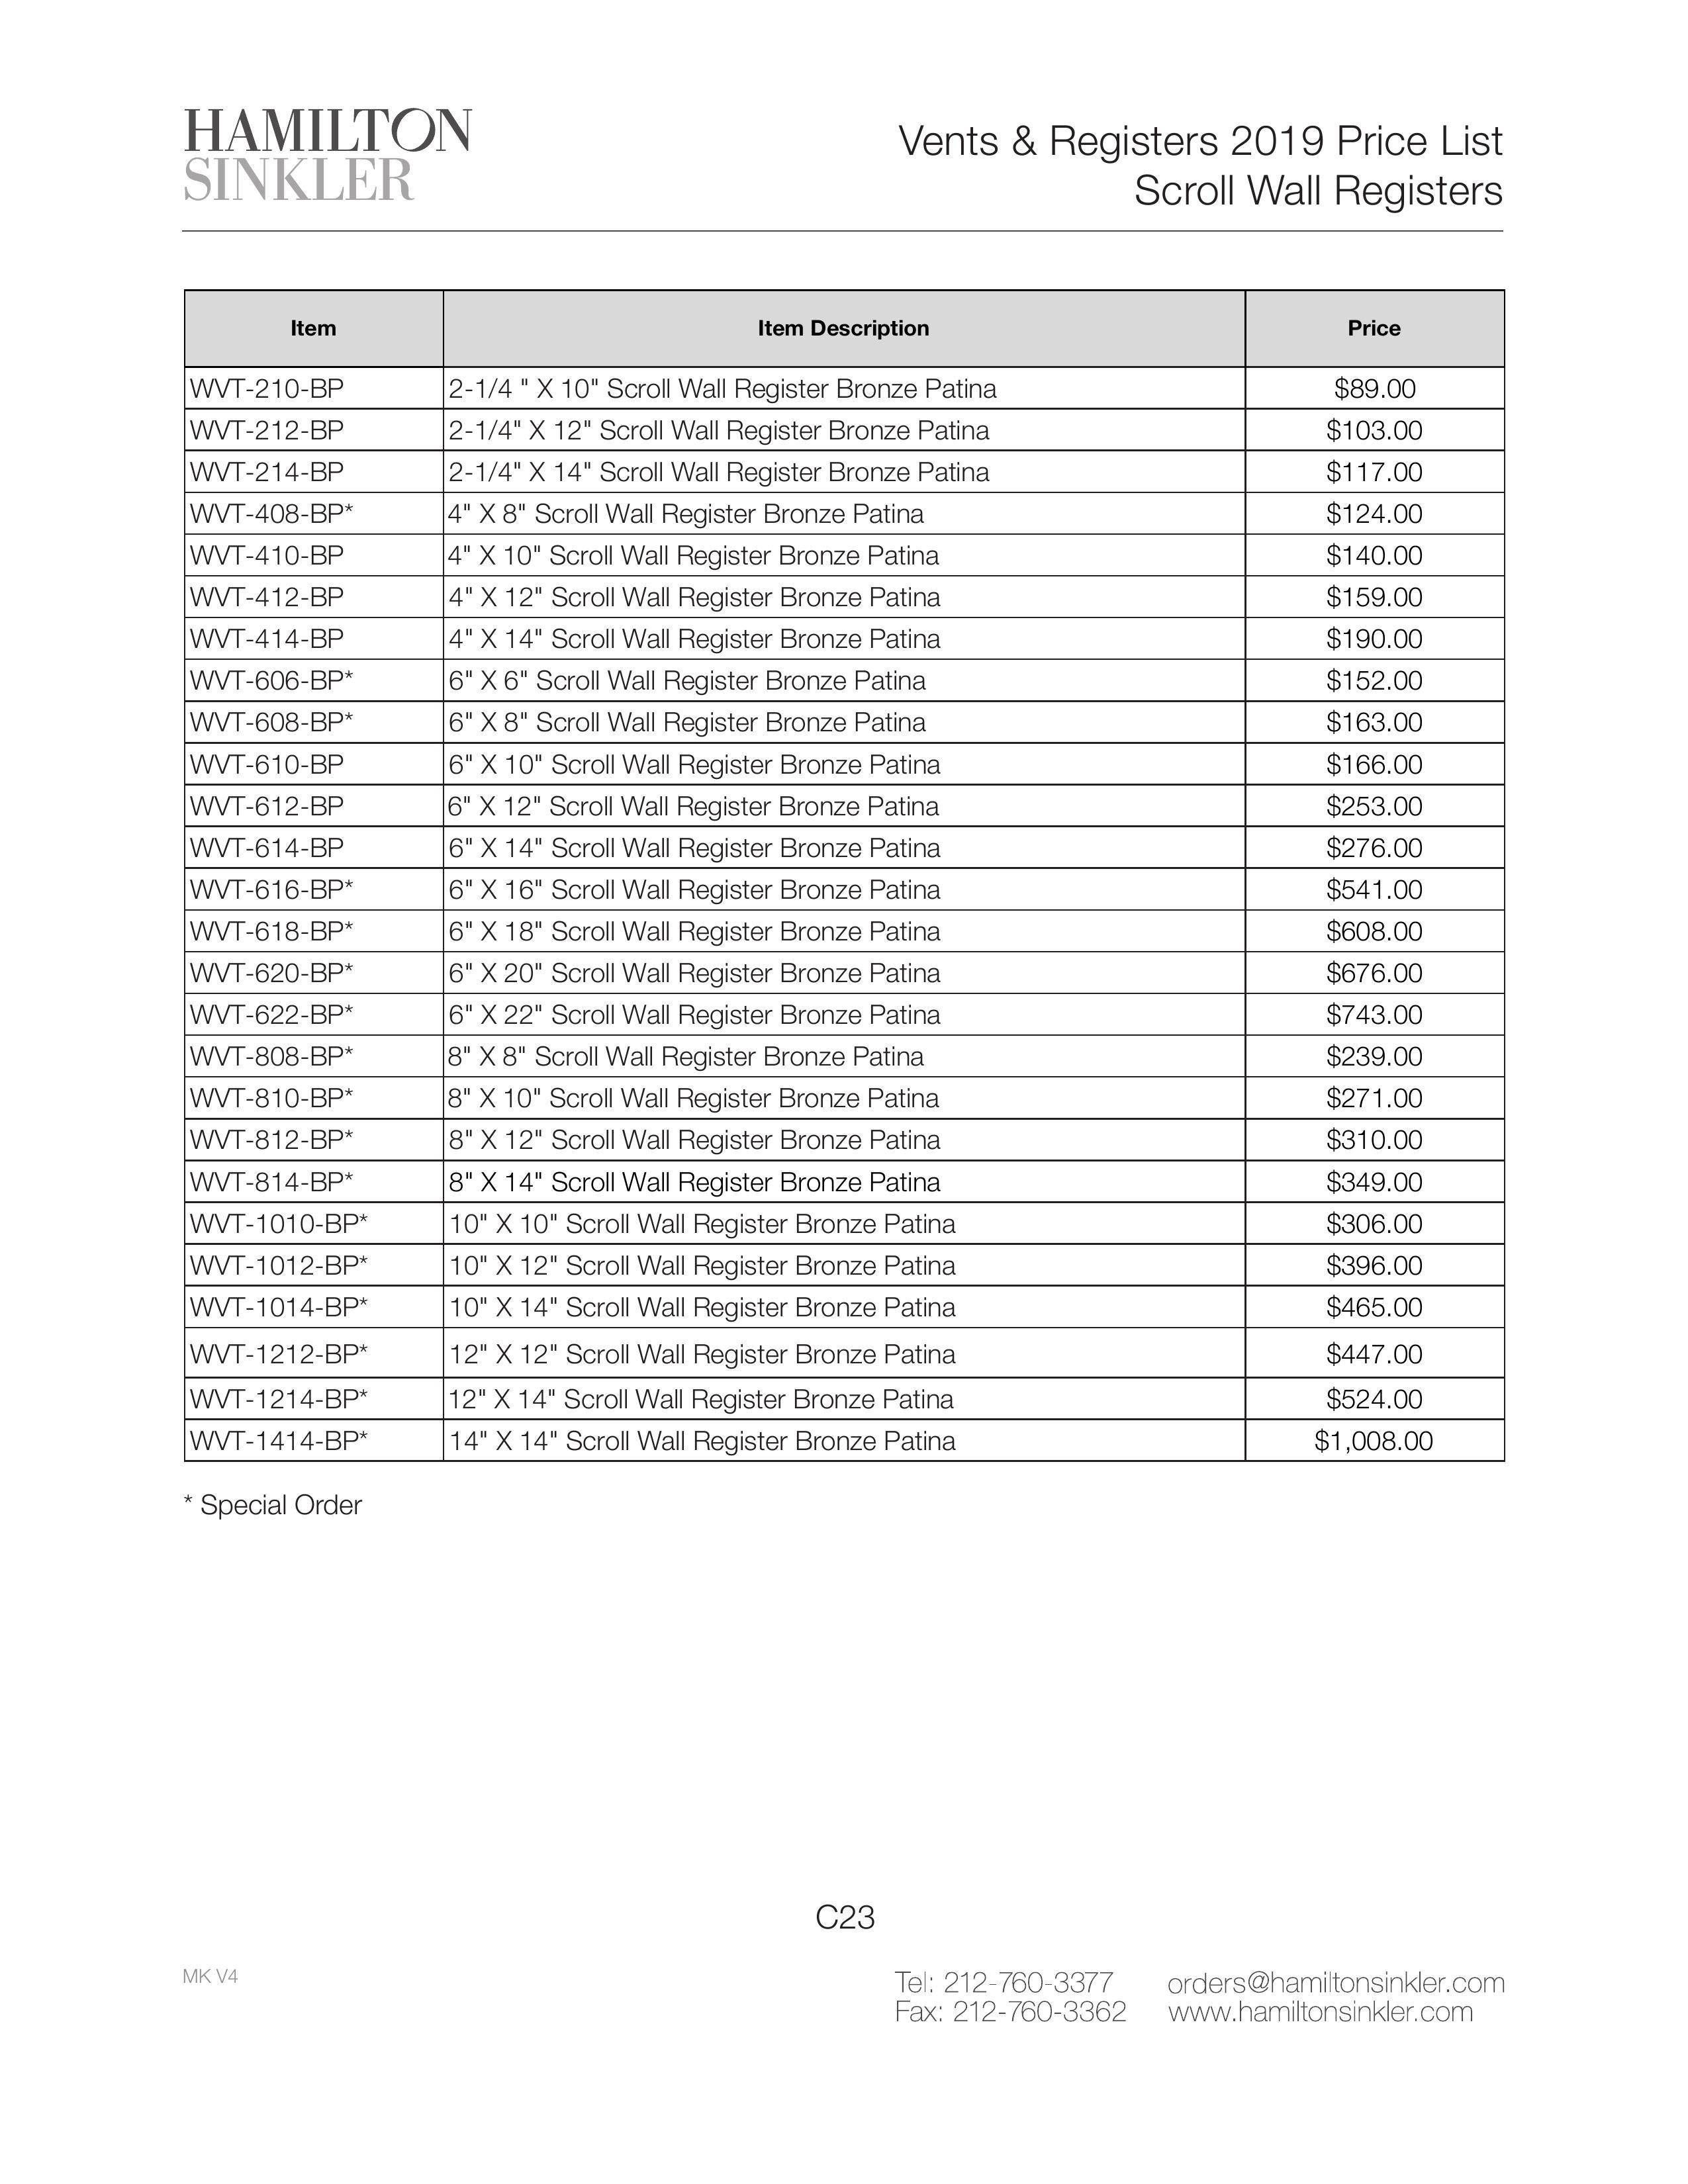 HAMILTON
SINKLER
Vents & Registers 2019 Price List
Scroll Wall Registers
Item Item Description Price
WVT-210-BP 2-1/4 " X 10" Scroll Wall Register Bronze Patina $89.00
WVT-212-BP 2-1/4" X 12" Scroll Wall Register Bronze Patina $103.00
WVT-214-BP 2-1/4" X 14" Scroll Wall Register Bronze Patina $117.00
WVT-408-BP* 4" X 8" Scroll Wall Register Bronze Patina $124.00
WVT-410-BP 4" X 10" Scroll Wall Register Bronze Patina $140.00
WVT-412-BP 4" X 12" Scroll Wall Register Bronze Patina $159.00
WVT-414-BP 4" X 14" Scroll Wall Register Bronze Patina $190.00
WVT-606-BP* 6" X 6" Scroll Wall Register Bronze Patina $152.00
WVT-608-BP* 6" X 8" Scroll Wall Register Bronze Patina $163.00
WVT-610-BP 6" X 10" Scroll Wall Register Bronze Patina $166.00
WVT-612-BP 6" X 12" Scroll Wall Register Bronze Patina $253.00
WVT-614-BP 6" X 14" Scroll Wall Register Bronze Patina $276.00
WVT-616-BP* 6" X 16" Scroll Wall Register Bronze Patina $541.00
WVT-618-BP* 6" X 18" Scroll Wall Register Bronze Patina $608.00
WVT-620-BP* 6" X 20" Scroll Wall Register Bronze Patina $676.00
WVT-622-BP* 6" X 22" Scroll Wall Register Bronze Patina $743.00
WVT-808-BP* 8" X 8" Scroll Wall Register Bronze Patina $239.00
WVT-810-BP* 8" X 10" Scroll Wall Register Bronze Patina $271.00
WVT-812-BP* 8" X 12" Scroll Wall Register Bronze Patina $310.00
WVT-814-BP* 8" X 14" Scroll Wall Register Bronze Patina $349.00
WVT-1010-BP* 10" X 10" Scroll Wall Register Bronze Patina $306.00
WVT-1012-BP* 10" X 12" Scroll Wall Register Bronze Patina $396.00
WVT-1014-BP* 10" X 14" Scroll Wall Register Bronze Patina $465.00
WVT-1212-BP* 12" X 12" Scroll Wall Register Bronze Patina $447.00
WVT-1214-BP* 12" X 14" Scroll Wall Register Bronze Patina $524.00
WVT-1414-BP* 14" X 14" Scroll Wall Register Bronze Patina $1,008.00
* Special Order
C23
MK V4
Tel: 212-760-3377 orders@hamiltonsinkler.com
Fax: 212-760-3362 www.hamiltonsinkler.com